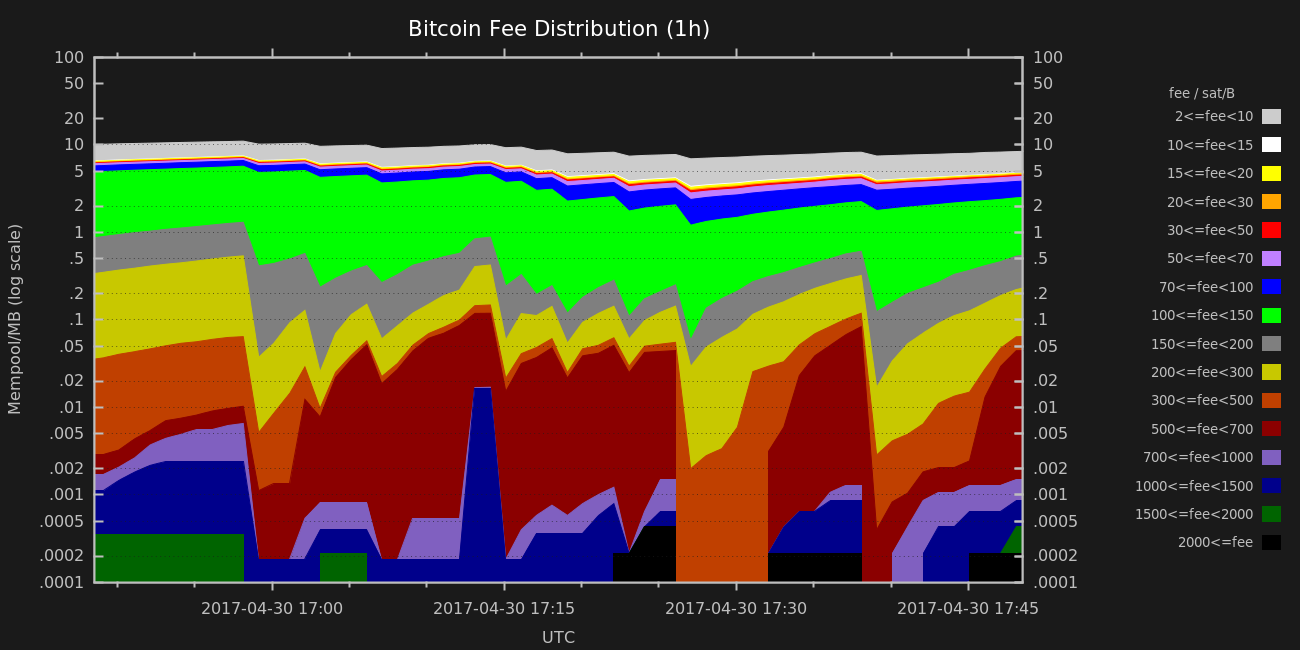 Bitcoin Fee Distribution (1h)
100
50
20
10
5
2
1
.5
.2
.1
.05
.02
.01
.005
.002
.001
.0005
.0002
.0001
Mempool/MB (log scale)
100
50
20
10
5
2
1
.5
.2
.1
.05
.02
.01
.005
.002
.001
.0005
.0002
.0001
2017-04-30 17:00
2017-04-30 17:15
2017-04-30 17:30
2017-04-30 17:45
UTC
fee / sat/B
2<=fee<10
10<=fee<15
15<=fee<20
20<=fee<30
30<=fee<50
50<=fee<70
70<=fee<100
100<=fee<150
150<=fee<200
200<=fee<300
300<=fee<500
500<=fee<700
700<=fee<1000
1000<=fee<1500
1500<=fee<2000
2000<=fee